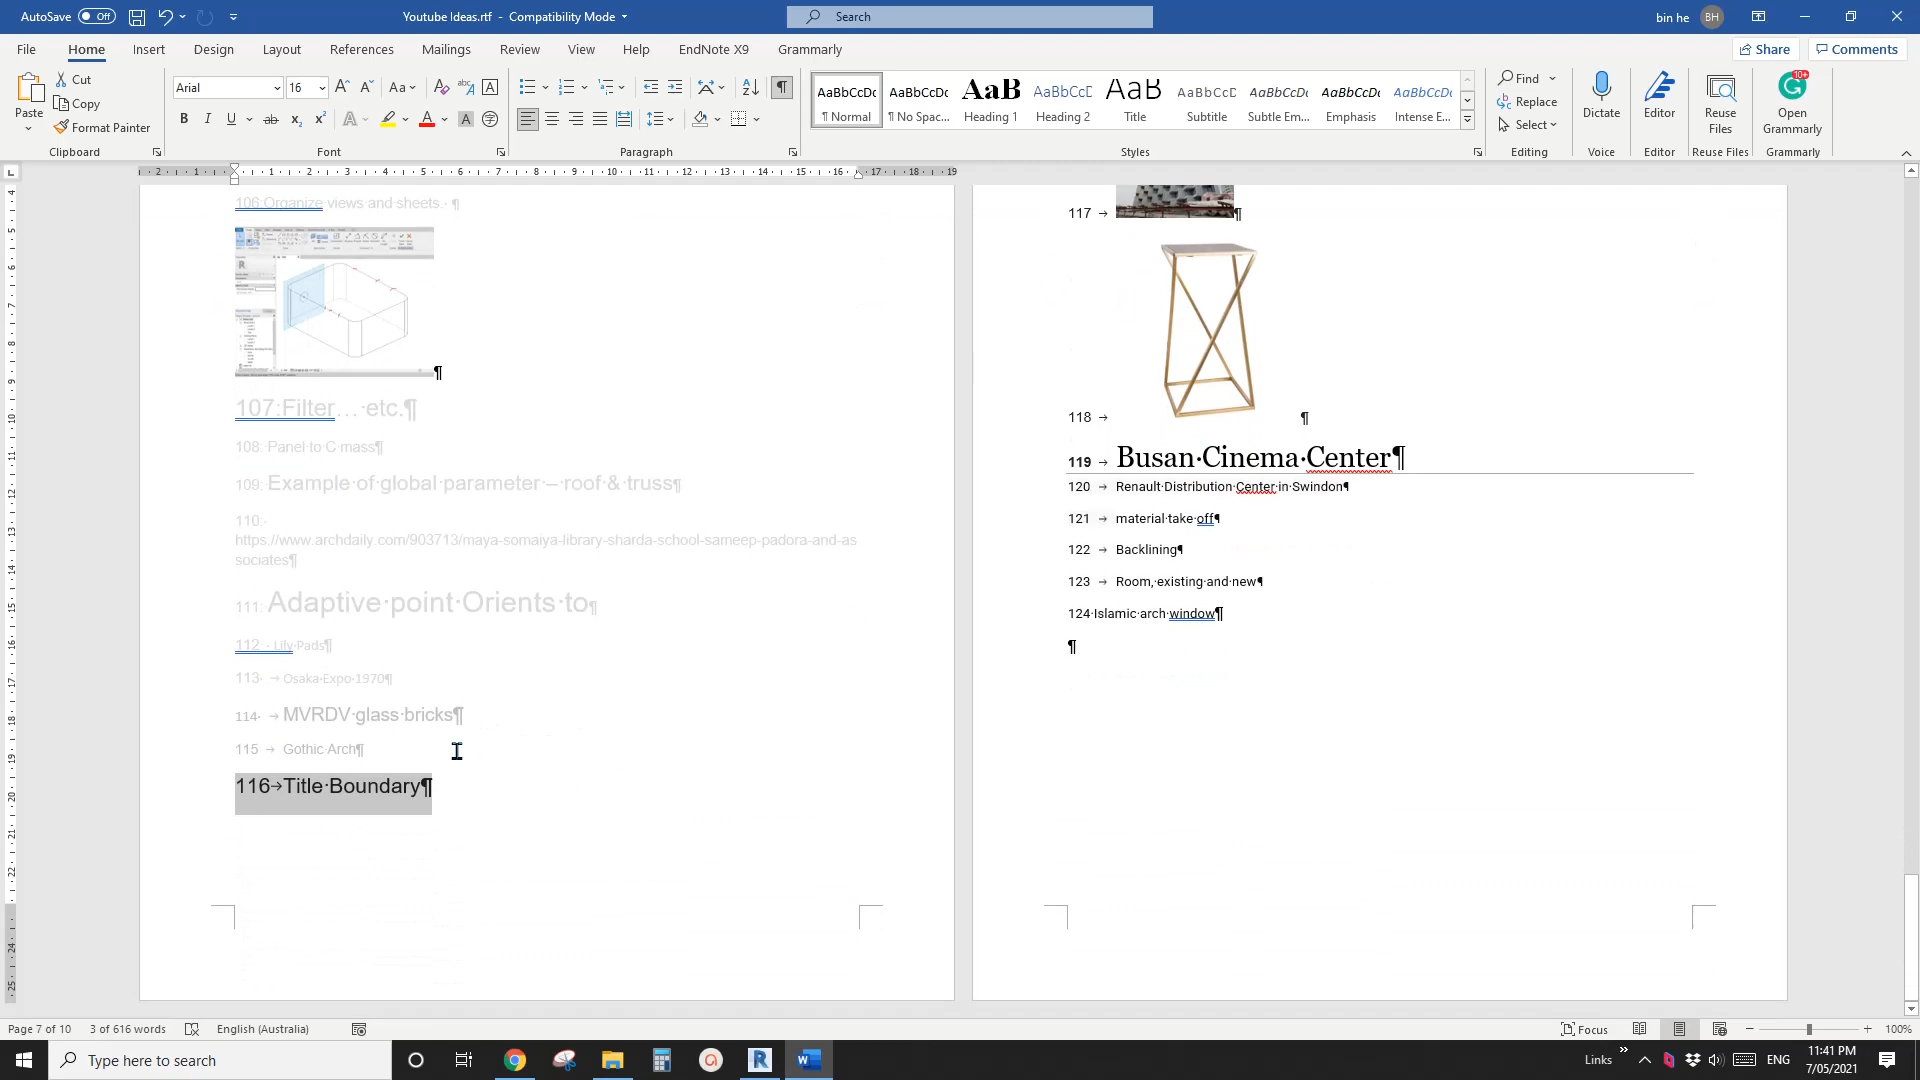 AutoSave Off
Youtube Ideas.rtf - Compatibility Mode
Search
bin he BH
File Home Insert Design Layout References Mailings Review View Help EndNote X9 Grammarly Share Comments
Paste
Cut
Copy
Format Painter
Clipboard
Arial 16
Font
Paragraph
AaBbCcDc AaBbCcDc AaB AaBbCcD AaB AaBbCcD AaBbCcDc AaBbCcDc AaBbCcDc
¶ Normal ¶ No Spac... Heading 1 Heading 2 Title Subtitle Subtle Em... Emphasis Intense E...
Styles
Find
Replace
Select
Editing
Dictate
Voice
Editor
Editor
Reuse Files
Reuse Files
10+
Open Grammarly
Grammarly
106:Organize views and sheets. ¶
¶
107:Filter… etc.¶
108: Panel to C mass¶
109: Example of global parameter – roof & truss¶
110:
https://www.archdaily.com/903713/maya-somaiya-library-sharda-school-sameep-padora-and-as
sociates¶
111: Adaptive·point·Orients·to¶
112 · Lily·Pads¶
113· → Osaka·Expo·1970¶
114· → MVRDV·glass·bricks¶
115 → Gothic·Arch¶
116→Title·Boundary¶
117 → ¶
118 → ¶
119 → Busan·Cinema·Center¶
120 → Renault·Distribution·Center·in·Swindon¶
121 → material·take·off¶
122 → Backlining¶
123 → Room,·existing·and·new¶
124·Islamic·arch·window¶
¶
Page 7 of 10 3 of 616 words English (Australia) Focus 100%
Type here to search
Links ENG 11:41 PM
7/05/2021